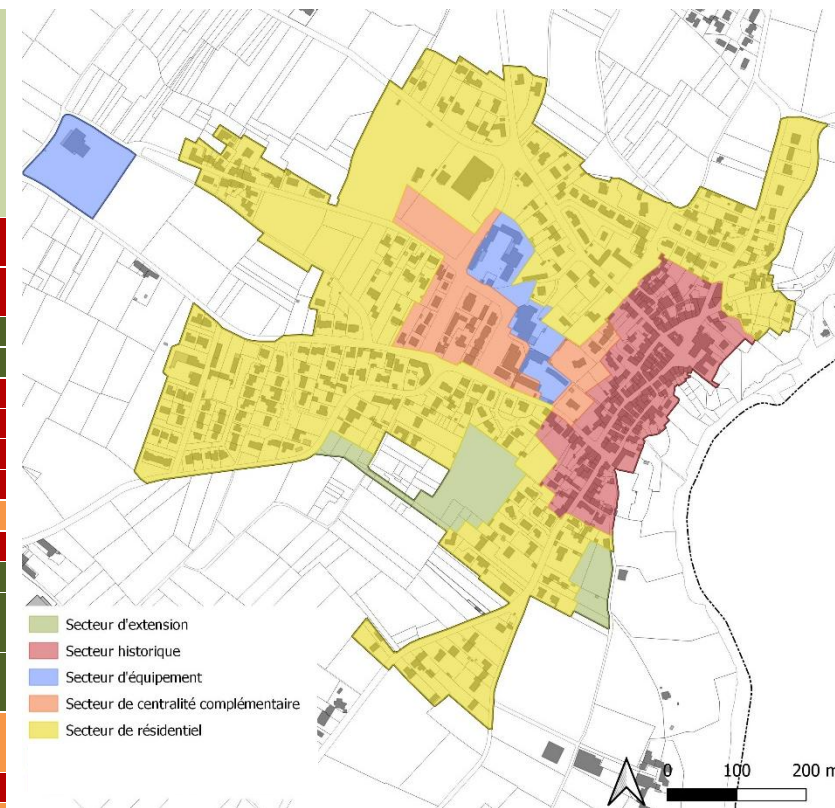 Secteur d'extension
Secteur historique
Secteur d'équipement
Secteur de centralité complémentaire
Secteur de résidentiel
0 100 200 m